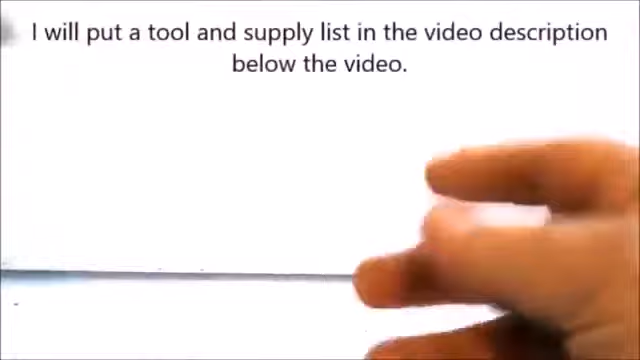 I will put a tool and supply list in the video description
below the video.